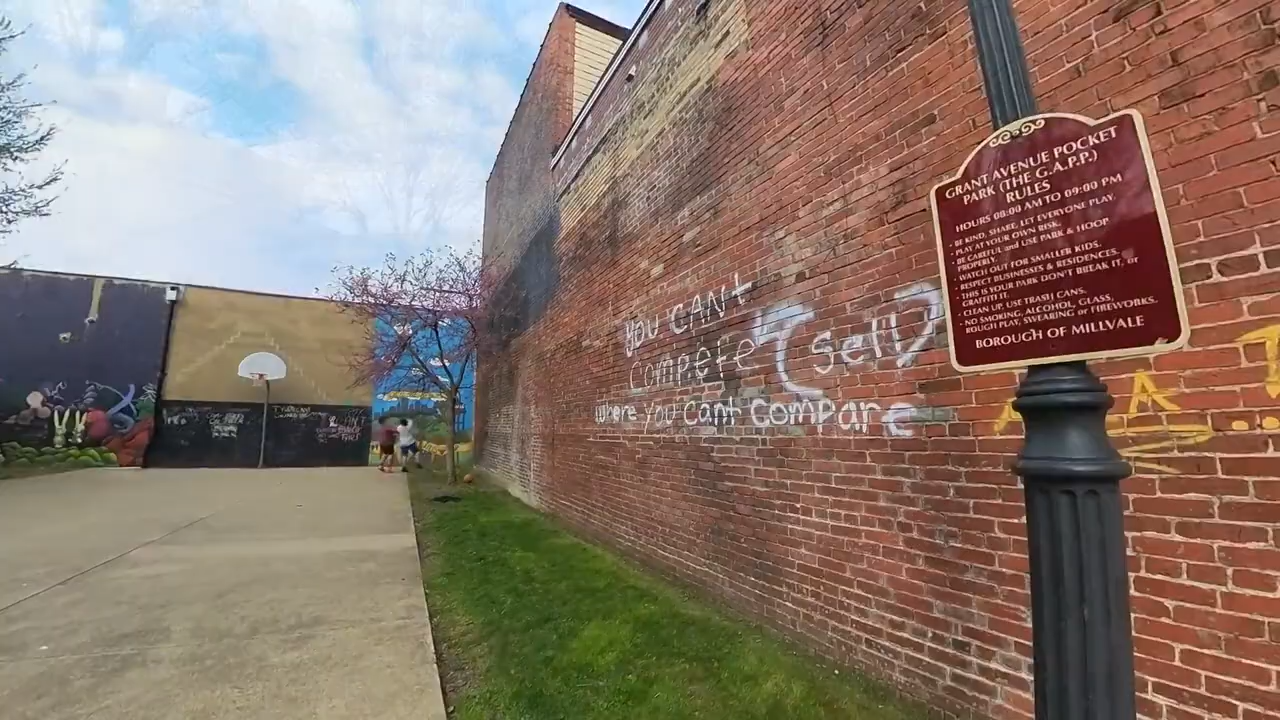 YOU CAN'T
Compete
Sell
where you can't compare
GRANT AVENUE POCKET
PARK (THE G.A.P.P.)
RULES
HOURS 08:00 AM TO 09:00 PM
• BE KIND, SHARE, LET EVERYONE PLAY.
• PLAY AT YOUR OWN RISK.
• BE CAREFUL and USE PARK & HOOP
PROPERLY.
• WATCH OUT FOR SMALLER KIDS.
• RESPECT BUSINESSES & RESIDENCES.
• THIS IS YOUR PARK DON'T BREAK IT, or
GRAFFITI IT.
• CLEAN UP, USE TRASH CANS.
• NO SMOKING, ALCOHOL, GLASS,
ROUGH PLAY, SWEARING or FIREWORKS.
BOROUGH OF MILLVALE